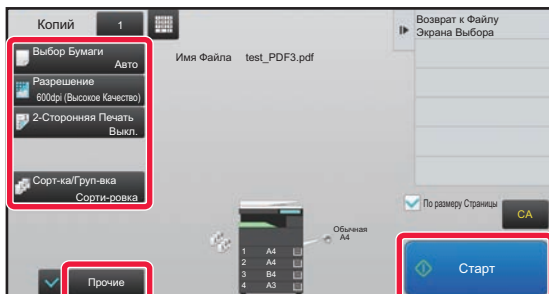 Копий 1
Возврат к Файлу
Экрана Выбора
Выбор Бумаги
Авто
Имя Файла test_PDF3.pdf
Разрешение
600dpi (Высокое Качество)
2-Сторонняя Печать
Выкл.
Сорт-ка/Груп-вка
Сорти-ровка
По размеру Страницы
CA
Обычная
A4
1 A4
2 A4
3 B4
4 A3
Прочие
Старт